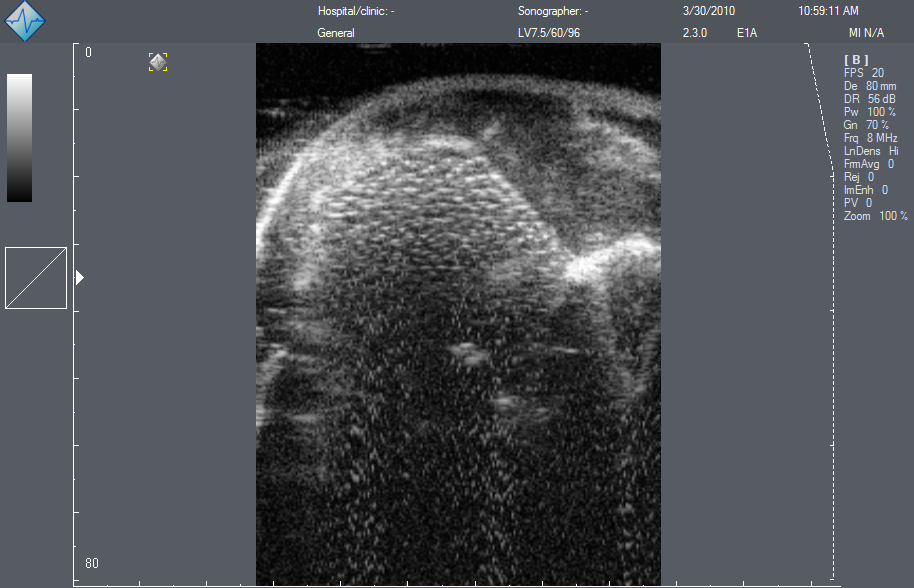 Hospital/clinic: - Sonographer: - 3/30/2010 10:59:11 AM
General LV7.5/60/96 2.3.0 E1A MI N/A
0
[ B ]
FPS 20
De 80 mm
DR 56 dB
Pw 100 %
Gn 70 %
Frq 8 MHz
LnDens Hi
FrmAvg 0
Rej 0
ImEnh 0
PV 0
Zoom 100 %
80